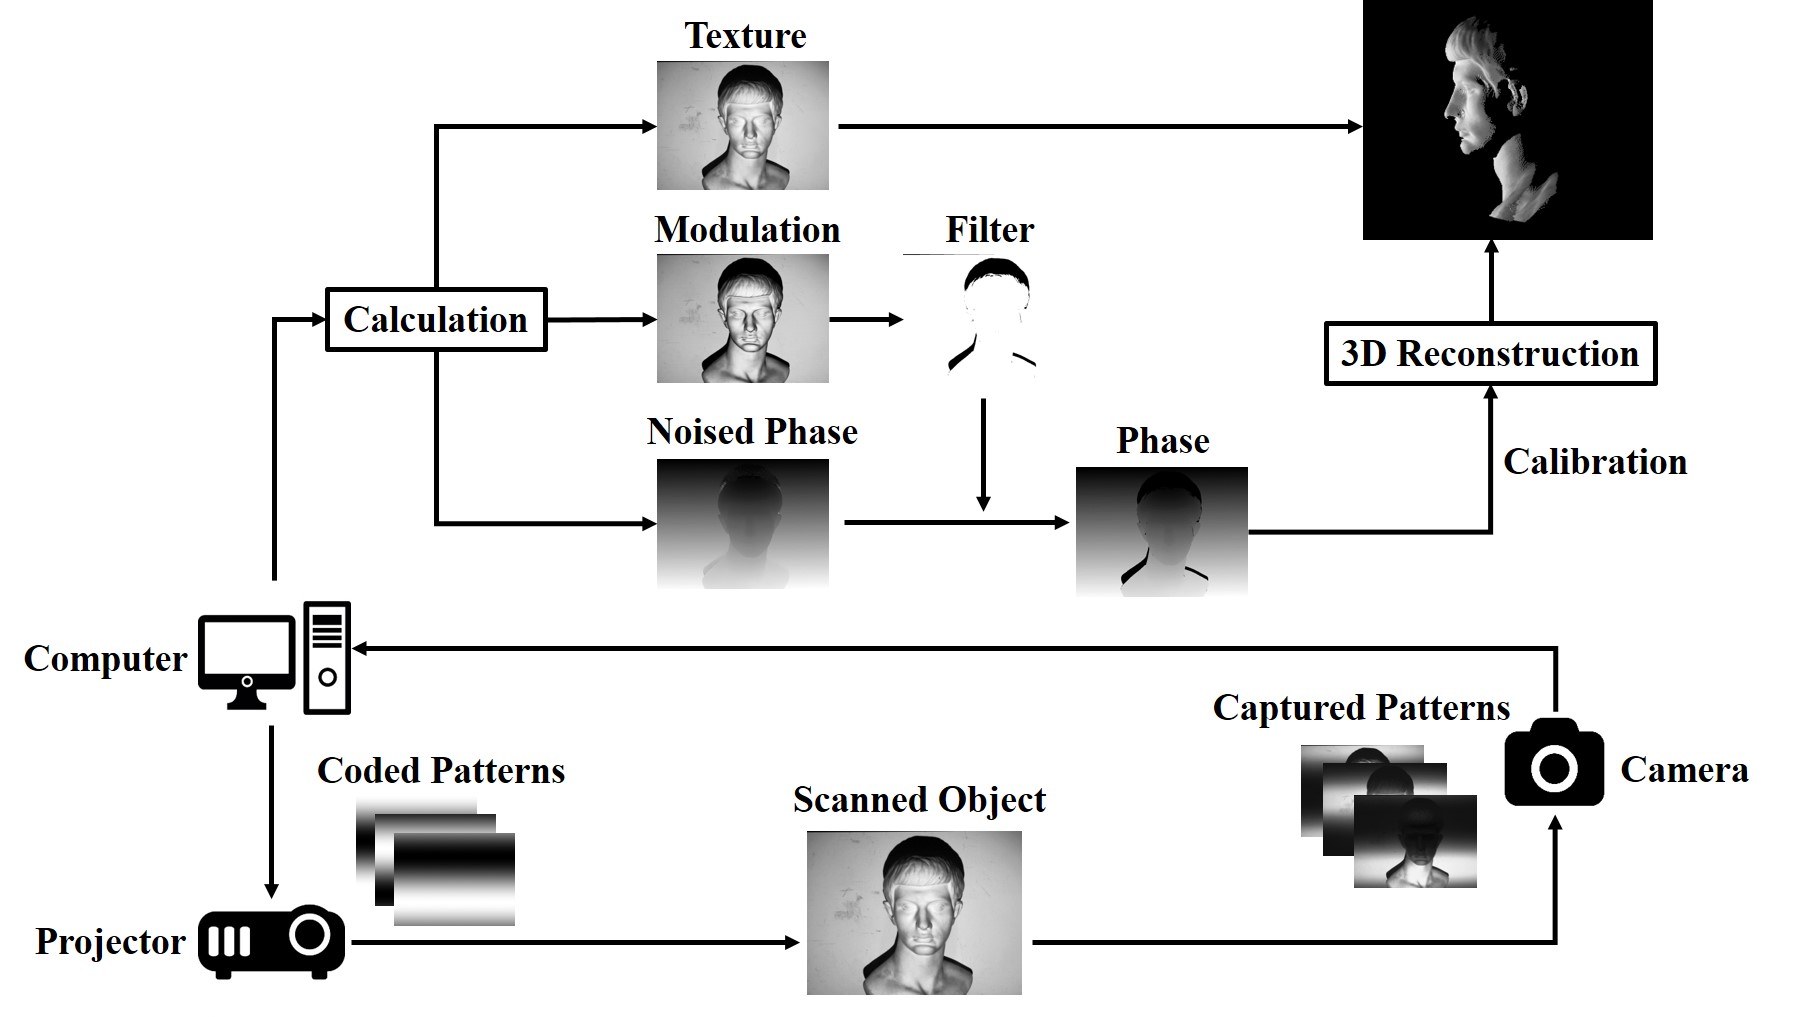 Texture
Modulation
Filter
Calculation
3D Reconstruction
Noised Phase
Phase
Calibration
Computer
Captured Patterns
Coded Patterns
Camera
Scanned Object
Projector